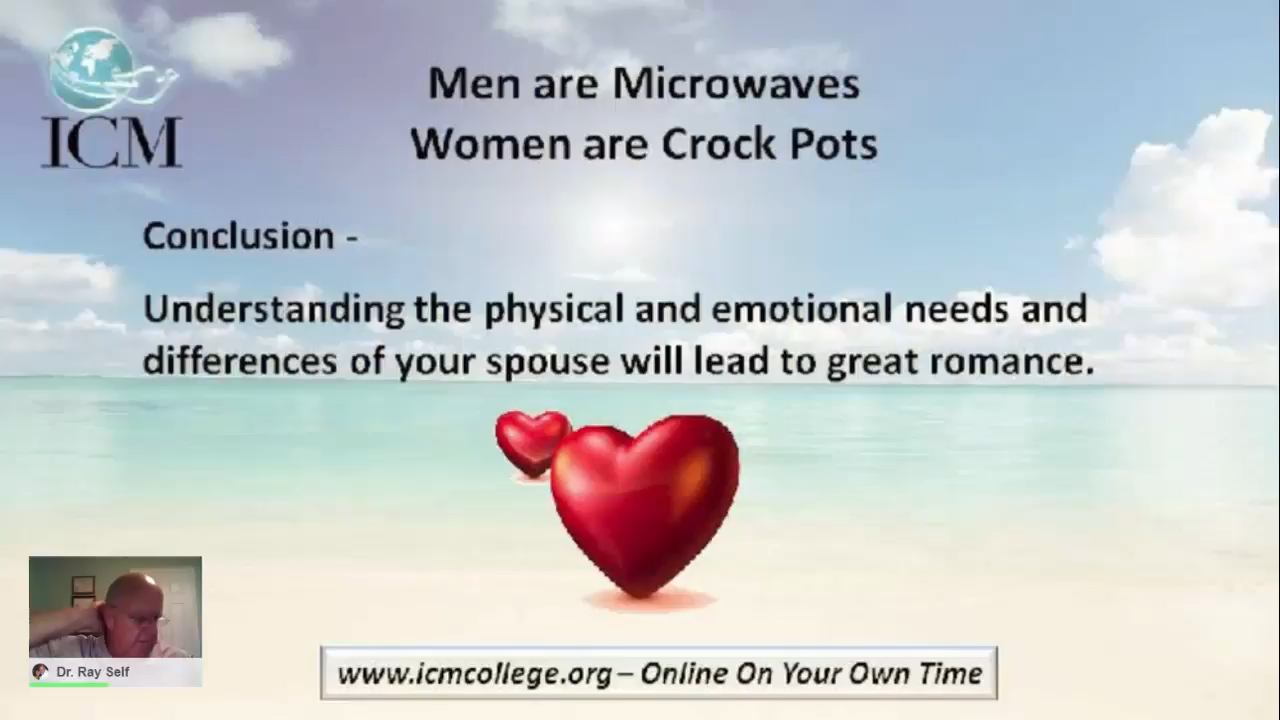 ICM
Men are Microwaves
Women are Crock Pots
Conclusion -
Understanding the physical and emotional needs and
differences of your spouse will lead to great romance.
Dr. Ray Self
www.icmcollege.org – Online On Your Own Time